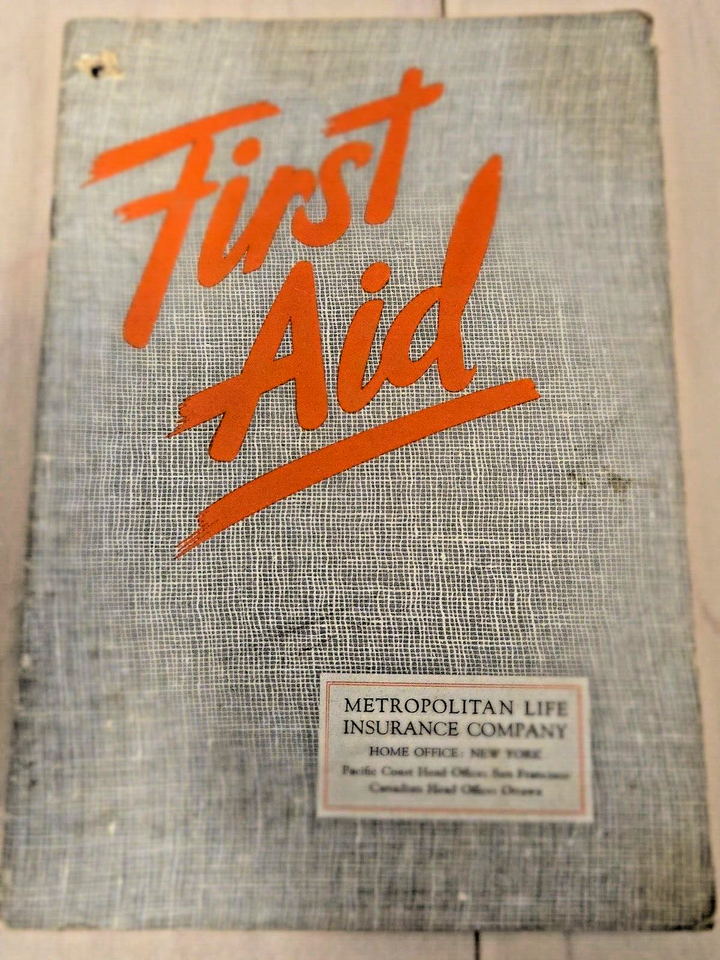 First
Aid
METROPOLITAN LIFE
INSURANCE COMPANY
HOME OFFICE: NEW YORK
Pacific Coast Head Office: San Francisco
Canadian Head Office: Ottawa